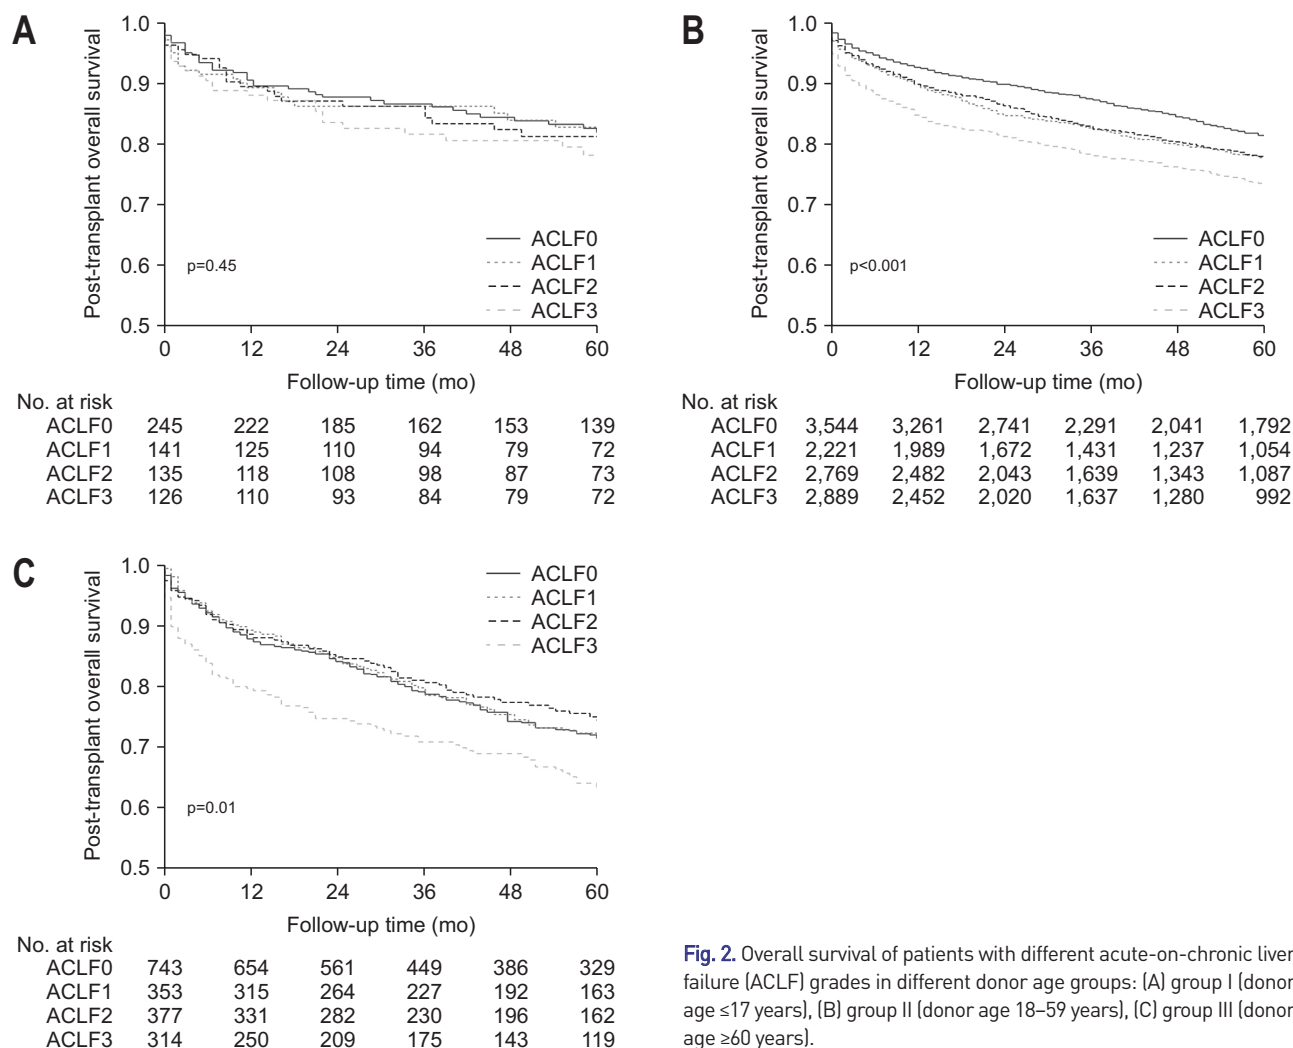 A
Post-transplant overall survival
1.0
0.9
0.8
0.7
0.6
0.5
p=0.45
ACLF0
ACLF1
ACLF2
ACLF3
0 12 24 36 48 60
Follow-up time (mo)
No. at risk
ACLF0 245 222 185 162 153 139
ACLF1 141 125 110 94 79 72
ACLF2 135 118 108 98 87 73
ACLF3 126 110 93 84 79 72
B
Post-transplant overall survival
1.0
0.9
0.8
0.7
0.6
0.5
p<0.001
ACLF0
ACLF1
ACLF2
ACLF3
0 12 24 36 48 60
Follow-up time (mo)
No. at risk
ACLF0 3,544 3,261 2,741 2,291 2,041 1,792
ACLF1 2,221 1,989 1,672 1,431 1,237 1,054
ACLF2 2,769 2,482 2,043 1,639 1,343 1,087
ACLF3 2,889 2,452 2,020 1,637 1,280 992
C
Post-transplant overall survival
1.0
0.9
0.8
0.7
0.6
0.5
p=0.01
ACLF0
ACLF1
ACLF2
ACLF3
0 12 24 36 48 60
Follow-up time (mo)
No. at risk
ACLF0 743 654 561 449 386 329
ACLF1 353 315 264 227 192 163
ACLF2 377 331 282 230 196 162
ACLF3 314 250 209 175 143 119
Fig. 2. Overall survival of patients with different acute-on-chronic liver
failure (ACLF) grades in different donor age groups: (A) group I (donor
age ≤17 years), (B) group II (donor age 18–59 years), (C) group III (donor
age ≥60 years).